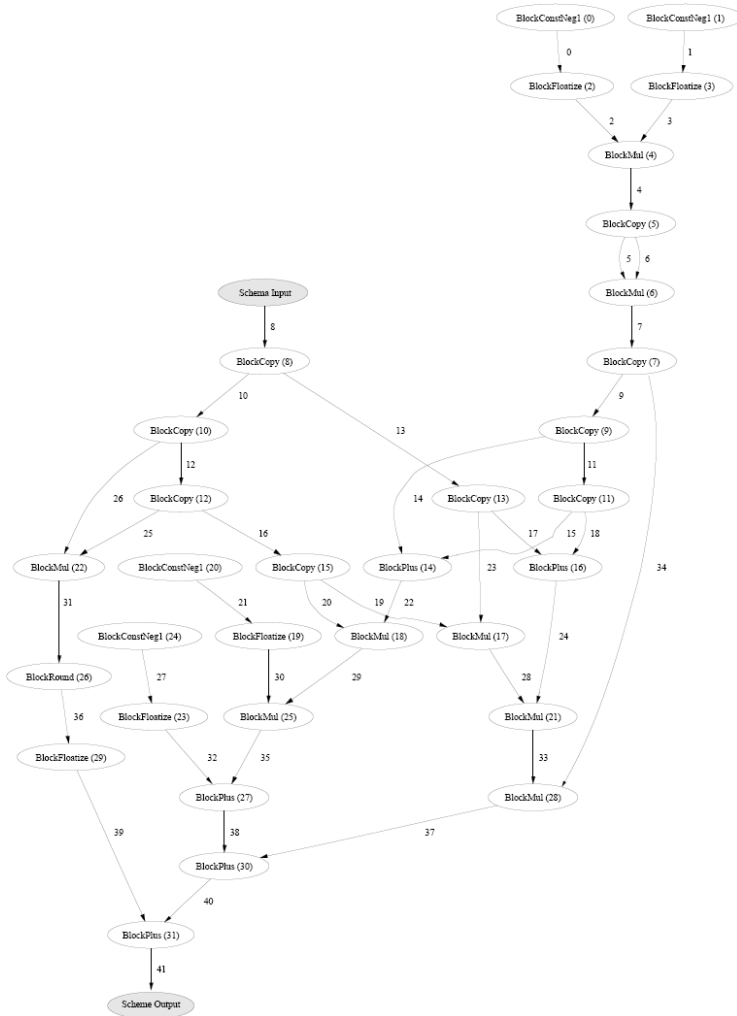 BlockConstNeg1 (0) BlockConstNeg1 (1)
0 1
BlockFloatize (2) BlockFloatize (3)
2 3
BlockMul (4)
4
BlockCopy (5)
5 6
Schema Input BlockMul (6)
8 7
BlockCopy (8) BlockCopy (7)
10 9
13
BlockCopy (10) BlockCopy (9)
12 11
26 14
BlockCopy (12) BlockCopy (13) BlockCopy (11)
25 16 17 15 18
BlockMul (22) BlockConstNeg1 (20) BlockCopy (15) BlockPlus (14) 23 BlockPlus (16) 34
31 21 20 19 22
BlockConstNeg1 (24) BlockFloatize (19) BlockMul (18) BlockMul (17) 24
27 30 29 28
BlockRound (26)
36 BlockFloatize (23) BlockMul (25) BlockMul (21)
BlockFloatize (29) 32 35 33
BlockPlus (27) BlockMul (28)
39 38 37
BlockPlus (30)
40
BlockPlus (31)
41
Scheme Output